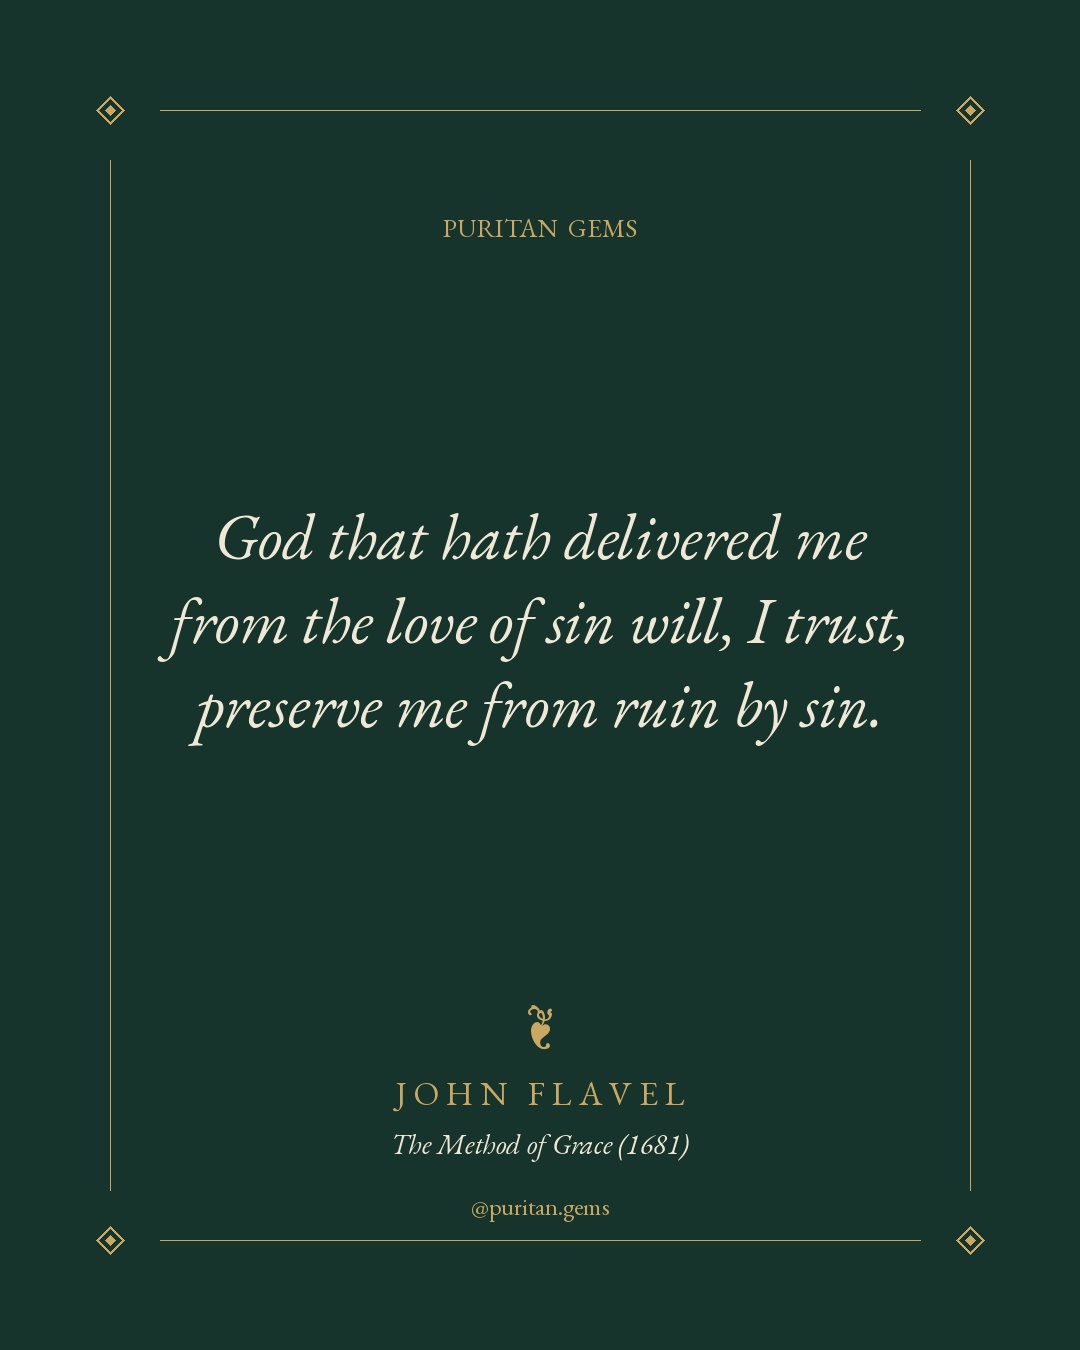 PURITAN GEMS
God that hath delivered me
from the love of sin will, I trust,
preserve me from ruin by sin.
JOHN FLAVEL
The Method of Grace (1681)
@puritan.gems